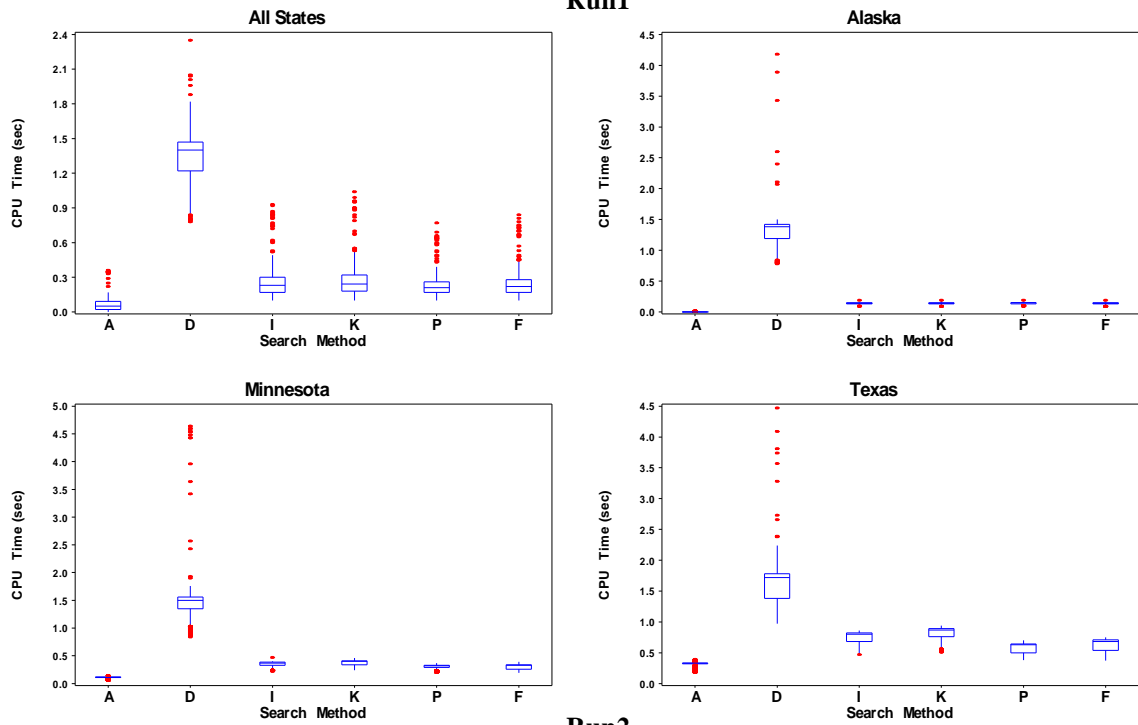 Run1
All States
CPU Time (sec)
2.4
2.1
1.8
1.5
1.2
0.9
0.6
0.3
0.0
A D I K P F
Search Method
Alaska
CPU Time (sec)
4.5
4.0
3.5
3.0
2.5
2.0
1.5
1.0
0.5
0.0
A D I K P F
Search Method
Minnesota
CPU Time (sec)
5.0
4.5
4.0
3.5
3.0
2.5
2.0
1.5
1.0
0.5
0.0
A D I K P F
Search Method
Texas
CPU Time (sec)
4.5
4.0
3.5
3.0
2.5
2.0
1.5
1.0
0.5
0.0
A D I K P F
Search Method
Run2